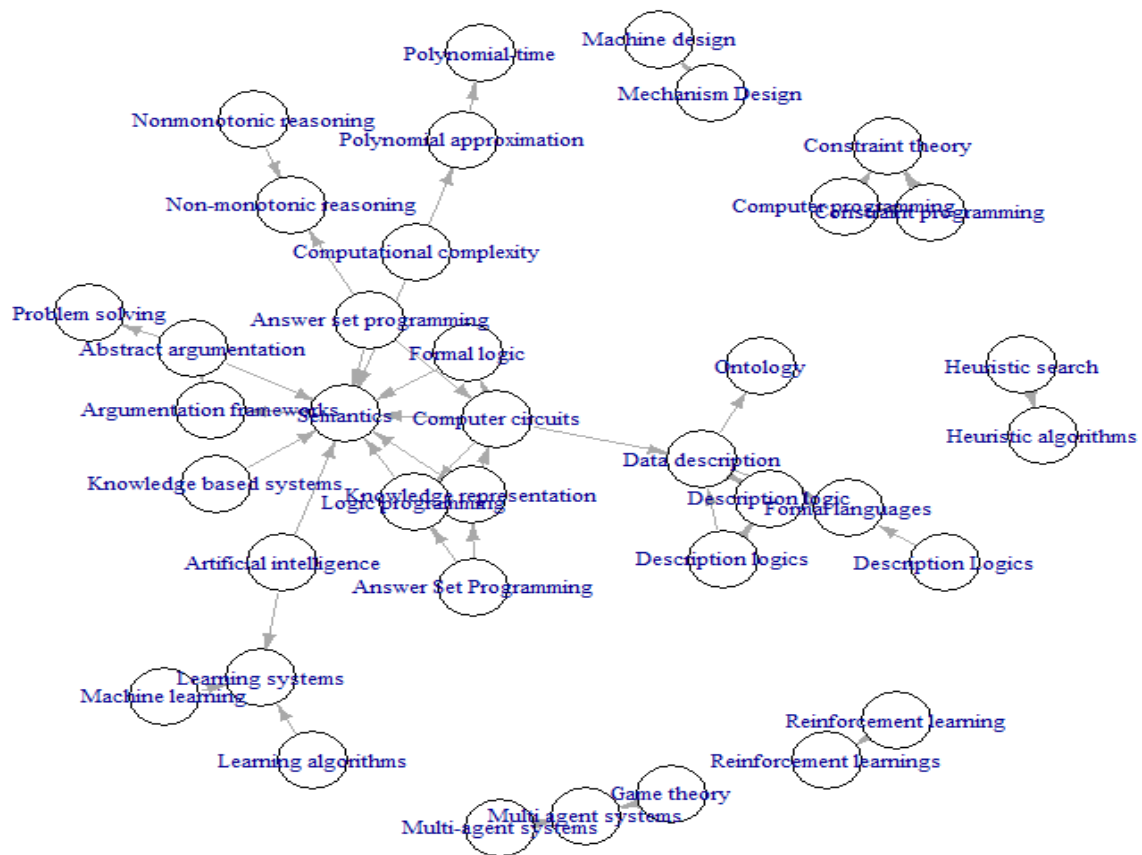 Machine design
Polynomial-time
Mechanism Design
Nonmonotonic reasoning
Polynomial approximation
Constraint theory
Non-monotonic reasoning
Computer programming
Constraint programming
Computational complexity
Problem solving
Answer set programming
Abstract argumentation
Formal logic
Ontology
Heuristic search
Argumentation frameworks
Semantics
Computer circuits
Heuristic algorithms
Data description
Knowledge based systems
Knowledge representation
Description logic
Logic programming
Formal languages
Artificial intelligence
Description logics
Description Logics
Answer Set Programming
Learning systems
Machine learning
Reinforcement learning
Learning algorithms
Reinforcement learnings
Game theory
Multi agent systems
Multi-agent systems